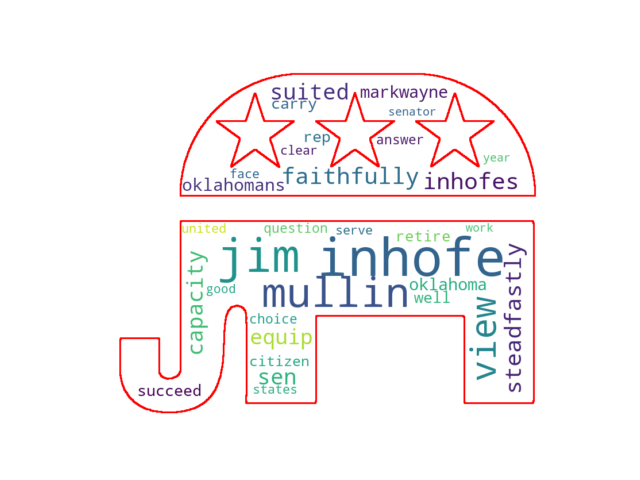 suited markwayne
carry
senator
rep
answer
clear
year
face
faithfully
oklahomans
inhofes
united
question
serve
retire
work
jim inhofe
capacity
steadfastly
good
mullin
oklahoma
well
view
choice
equip
citizen
sen
states
succeed